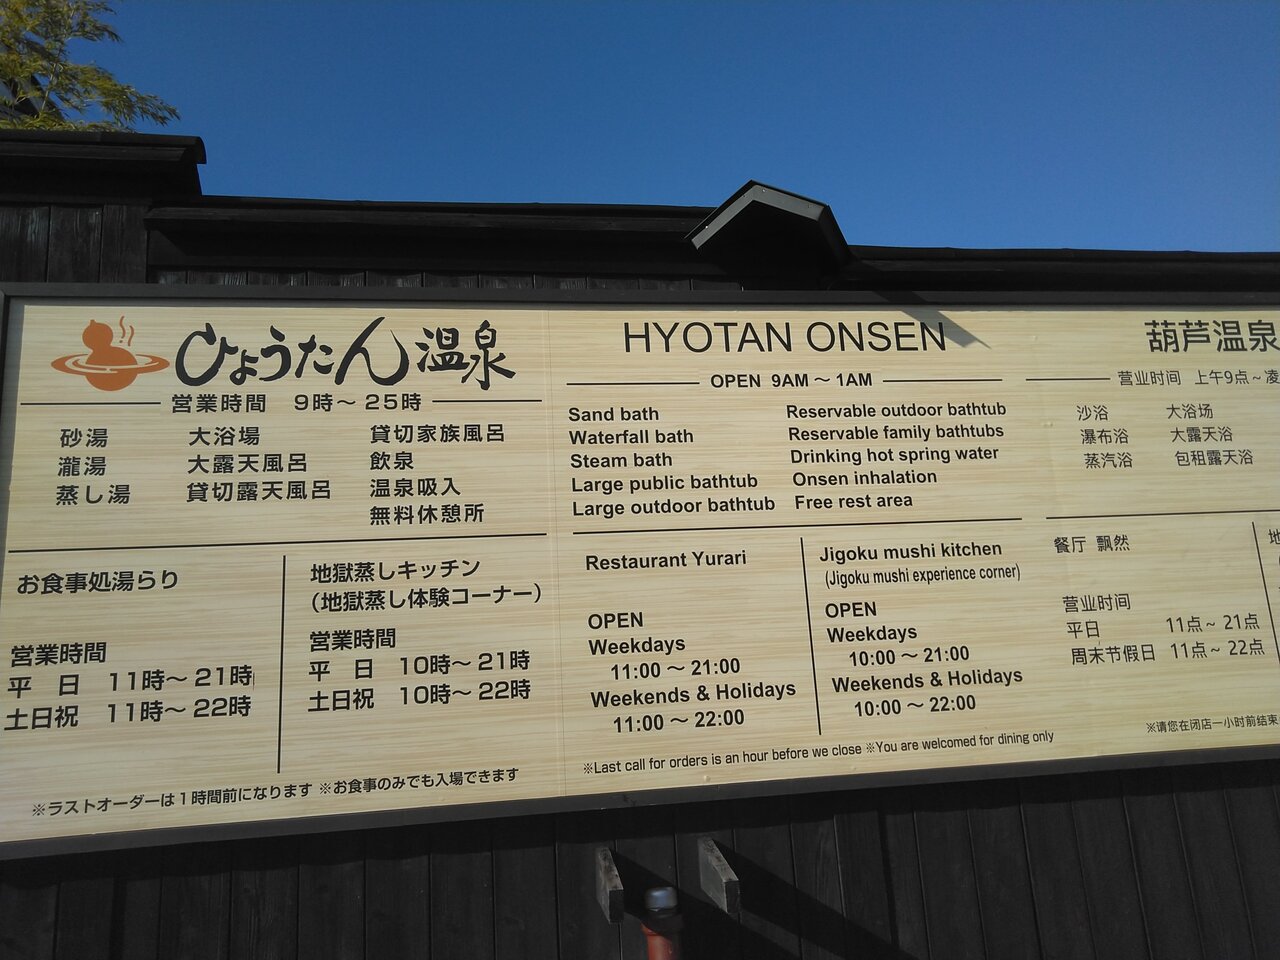 ひょうたん温泉
営業時間 9時～25時
砂湯 大浴場 貸切家族風呂
瀧湯 大露天風呂 飲泉
蒸し湯 貸切露天風呂 温泉吸入
無料休憩所
お食事処湯らり
営業時間
平 日 11時～21時
土日祝 11時～22時
地獄蒸しキッチン
（地獄蒸し体験コーナー）
営業時間
平 日 10時～21時
土日祝 10時～22時
※ラストオーダーは1時間前になります ※お食事のみでも入場できます
HYOTAN ONSEN
OPEN 9AM～1AM
Sand bath Reservable outdoor bathtub
Waterfall bath Reservable family bathtubs
Steam bath Drinking hot spring water
Large public bathtub Onsen inhalation
Large outdoor bathtub Free rest area
Restaurant Yurari
OPEN
Weekdays
11:00～21:00
Weekends & Holidays
11:00～22:00
Jigoku mushi kitchen
(Jigoku mushi experience corner)
OPEN
Weekdays
10:00～21:00
Weekends & Holidays
10:00～22:00
※Last call for orders is an hour before we close ※You are welcomed for dining only
葫芦温泉
营业时间 上午9点～凌
沙浴 大浴场
瀑布浴 大露天浴
蒸汽浴 包租露天浴
餐厅 飘然
营业时间
平日 11点～21点
周末节假日 11点～22点
※请您在闭店一小时前结束